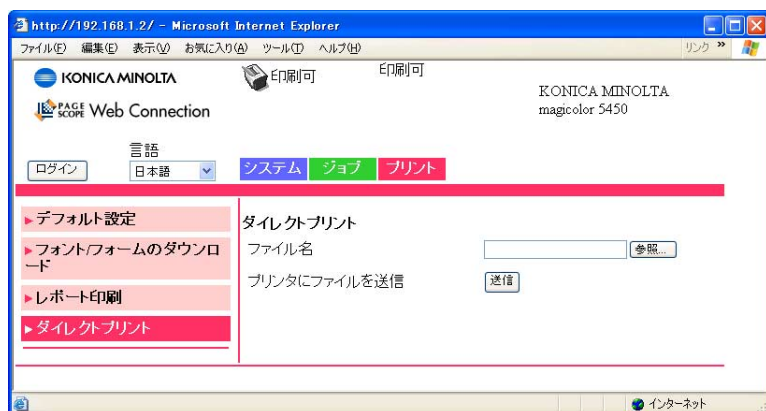 http://192.168.1.2/ - Microsoft Internet Explorer
ファイル(F) 編集(E) 表示(V) お気に入り(A) ツール(T) ヘルプ(H) リンク »
KONICA MINOLTA 印刷可 印刷可
KONICA MINOLTA
PAGE SCOPE Web Connection magicolor 5450
言語
ログイン 日本語 システム ジョブ プリント
デフォルト設定 ダイレクトプリント
フォント/フォームのダウンロ
ード
ファイル名 参照...
プリンタにファイルを送信 送信
レポート印刷
ダイレクトプリント
インターネット